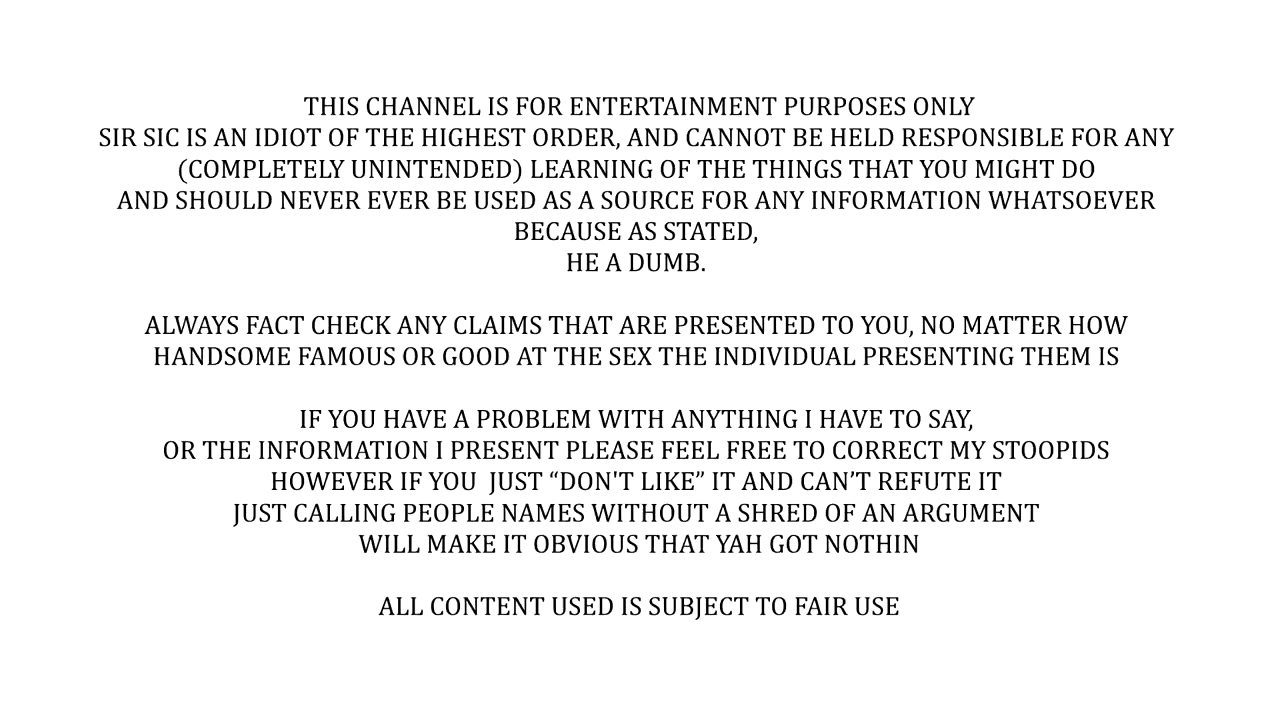 THIS CHANNEL IS FOR ENTERTAINMENT PURPOSES ONLY
SIR SIC IS AN IDIOT OF THE HIGHEST ORDER, AND CANNOT BE HELD RESPONSIBLE FOR ANY
(COMPLETELY UNINTENDED) LEARNING OF THE THINGS THAT YOU MIGHT DO
AND SHOULD NEVER EVER BE USED AS A SOURCE FOR ANY INFORMATION WHATSOEVER
BECAUSE AS STATED,
HE A DUMB.
ALWAYS FACT CHECK ANY CLAIMS THAT ARE PRESENTED TO YOU, NO MATTER HOW
HANDSOME FAMOUS OR GOOD AT THE SEX THE INDIVIDUAL PRESENTING THEM IS
IF YOU HAVE A PROBLEM WITH ANYTHING I HAVE TO SAY,
OR THE INFORMATION I PRESENT PLEASE FEEL FREE TO CORRECT MY STOOPIDS
HOWEVER IF YOU  JUST “DON'T LIKE” IT AND CAN’T REFUTE IT
JUST CALLING PEOPLE NAMES WITHOUT A SHRED OF AN ARGUMENT
WILL MAKE IT OBVIOUS THAT YAH GOT NOTHIN
ALL CONTENT USED IS SUBJECT TO FAIR USE